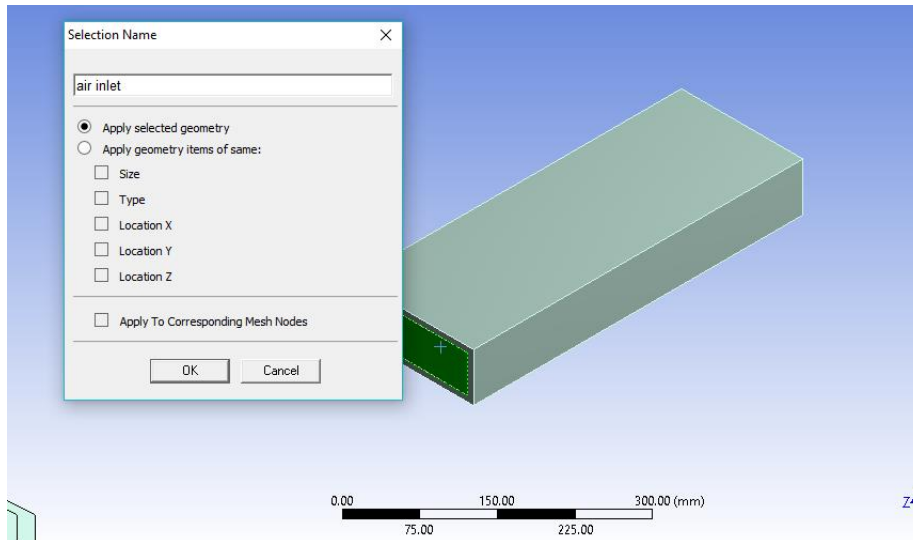 Selection Name
air inlet
Apply selected geometry
Apply geometry items of same:
Size
Type
Location X
Location Y
Location Z
Apply To Corresponding Mesh Nodes
OK Cancel
0.00 150.00 300.00 (mm)
75.00 225.00